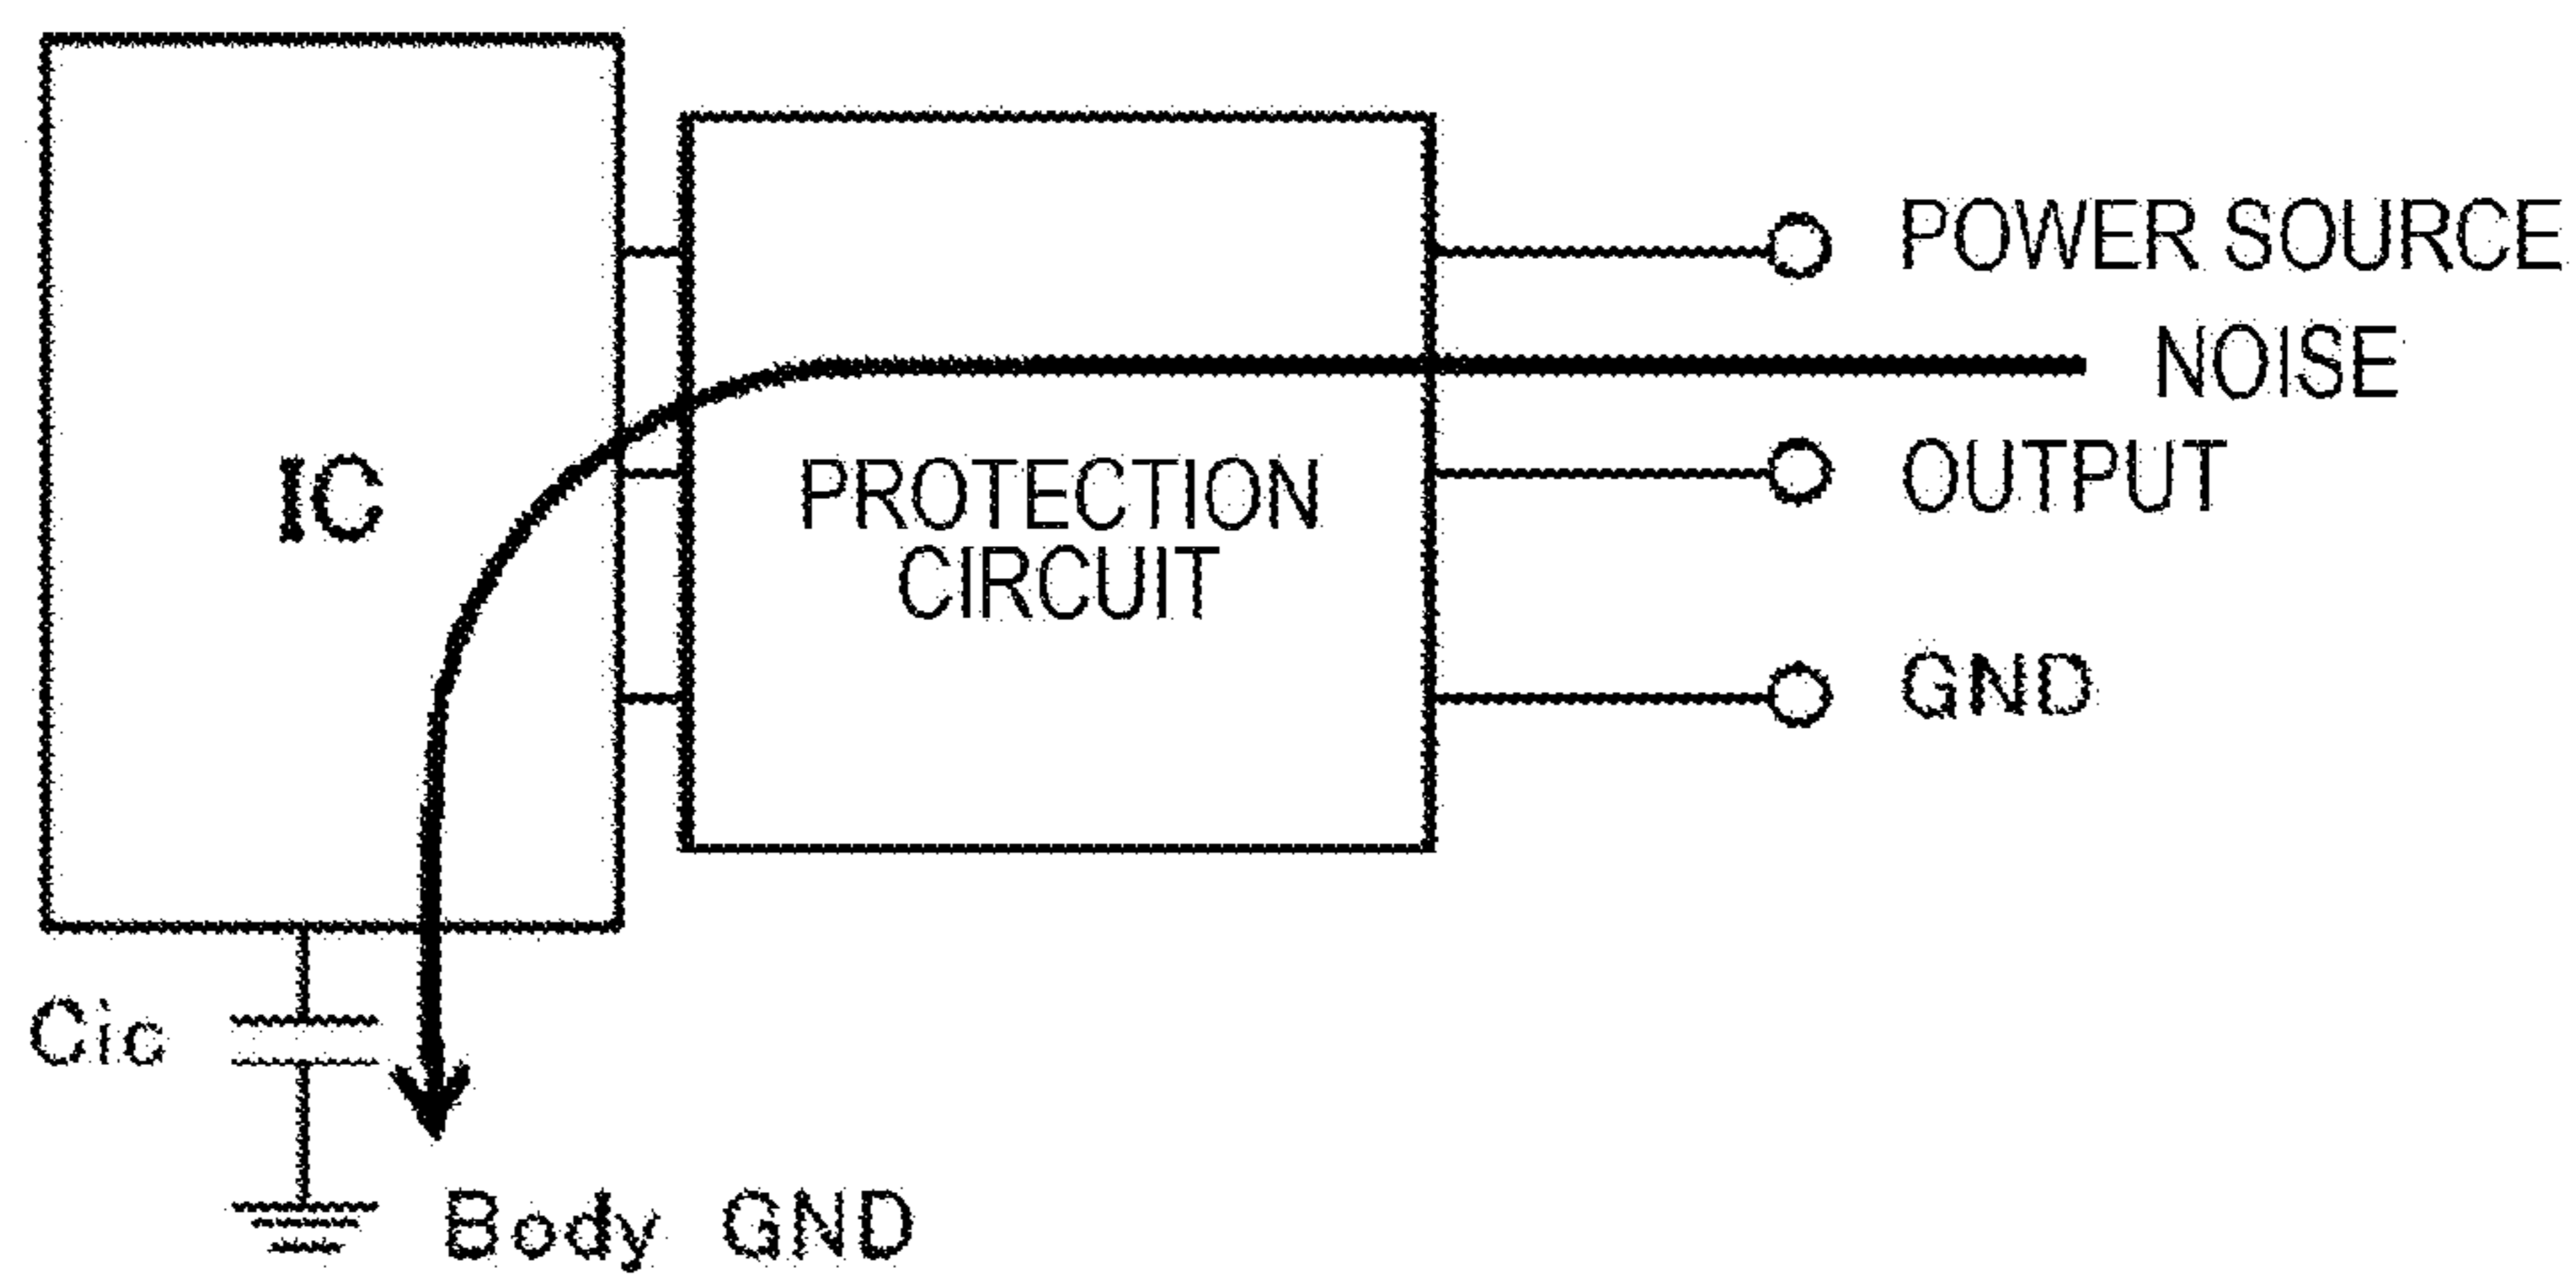 POWER SOURCE
NOISE
IC
PROTECTION
CIRCUIT
OUTPUT
GND
Cic
Body GND